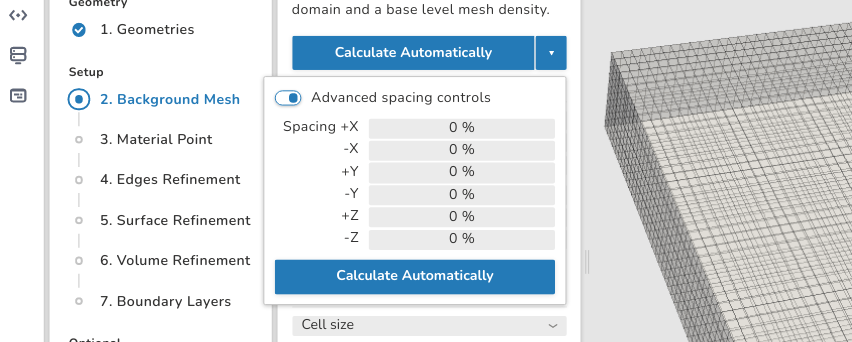 Geometry
1. Geometries
Setup
2. Background Mesh
3. Material Point
4. Edges Refinement
5. Surface Refinement
6. Volume Refinement
7. Boundary Layers
Optional
domain and a base level mesh density.
Calculate Automatically
Advanced spacing controls
Spacing +X 0 %
-X 0 %
+Y 0 %
-Y 0 %
+Z 0 %
-Z 0 %
Calculate Automatically
Cell size